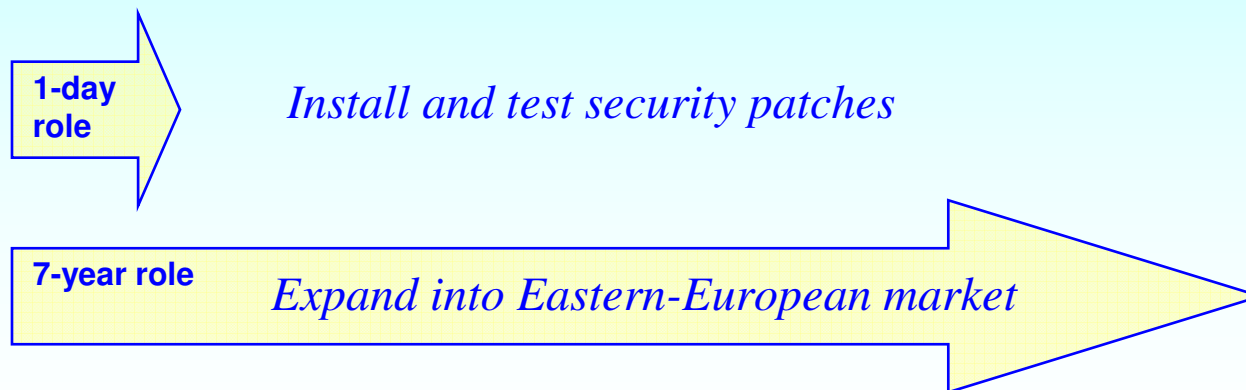 1-day
role
Install and test security patches
7-year role
Expand into Eastern-European market